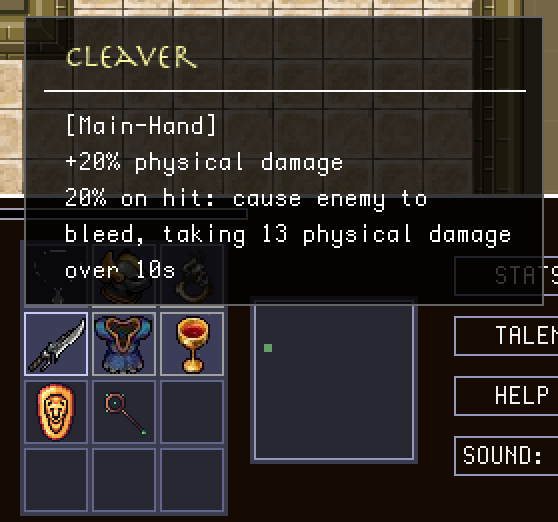 CLEAVER
[Main-Hand]
+20% physical damage
20% on hit: cause enemy to
bleed, taking 13 physical damage
over 10s
STATS
TALEN
HELP
SOUND: